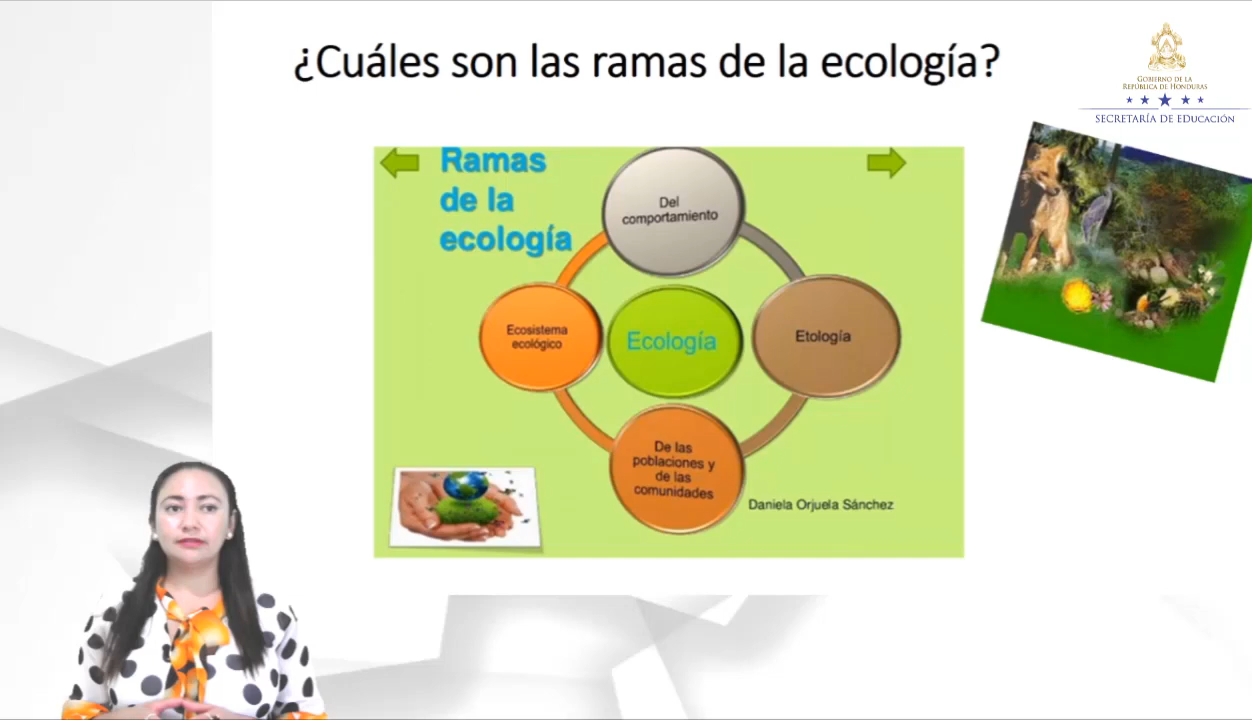 ¿Cuáles son las ramas de la ecología?
GOBIERNO DE LA
REPÚBLICA DE HONDURAS
SECRETARÍA DE EDUCACIÓN
Ramas
de la
ecología
Del
comportamiento
Ecosistema
ecológico
Ecología
Etología
De las
poblaciones y
de las
comunidades
Daniela Orjuela Sánchez